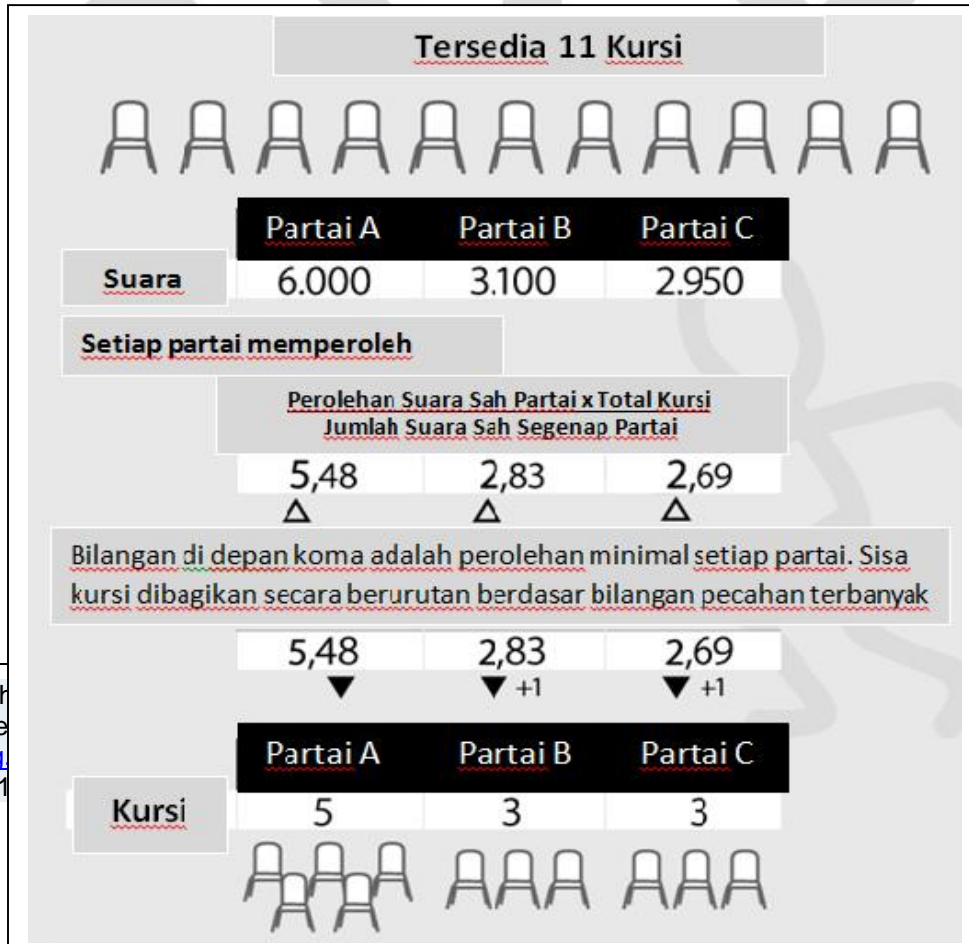 Tersedia 11 Kursi
Partai A Partai B Partai C
Suara 6.000 3.100 2.950
Setiap partai memperoleh
Perolehan Suara Sah Partai x Total Kursi
Jumlah Suara Sah Segenap Partai
5,48 2,83 2,69
Bilangan di depan koma adalah perolehan minimal setiap partai. Sisa
kursi dibagikan secara berurutan berdasar bilangan pecahan terbanyak
5,48 2,83 2,69
+1 +1
Partai A Partai B Partai C
Kursi 5 3 3